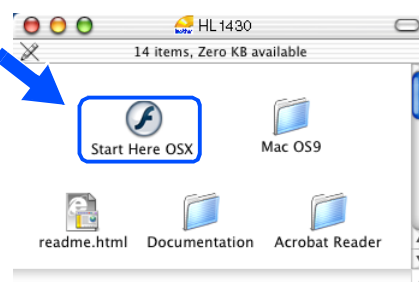 HL1430
14 items, Zero KB available
Start Here OSX
Mac OS9
readme.html
Documentation
Acrobat Reader